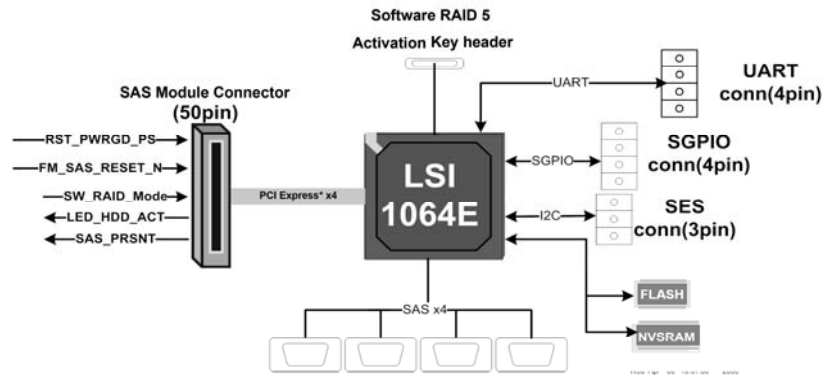 Software RAID 5
Activation Key header
SAS Module Connector
(50pin)
RST_PWRGD_PS
FM_SAS_RESET_N
SW_RAID_Mode
LED_HDD_ACT
SAS_PRSNT
PCI Express* x4
LSI
1064E
UART
UART
conn(4pin)
SGPIO
SGPIO
conn(4pin)
I2C
SES
conn(3pin)
FLASH
NVSRAM
SAS x4